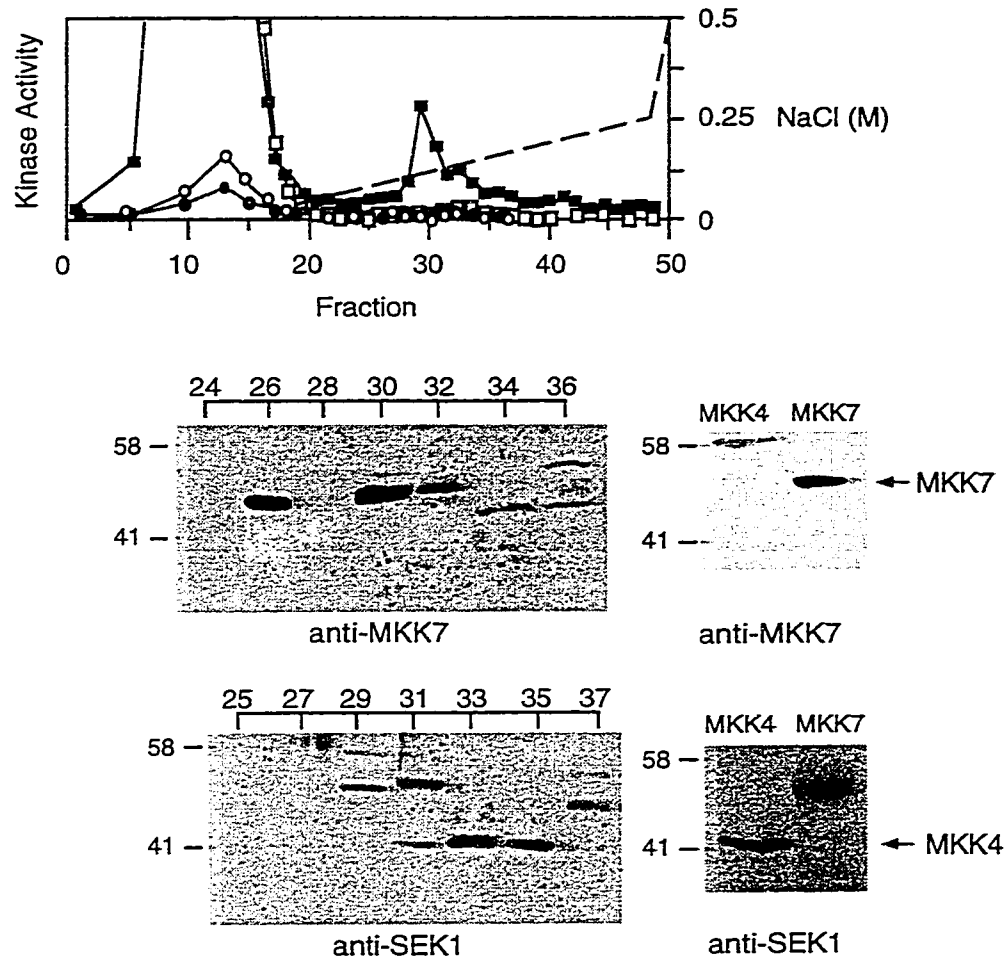 Kinase Activity
0.5
0.25 NaCl (M)
0
0 10 20 30 40 50
Fraction
24 26 28 30 32 34 36
58
41
anti-MKK7
MKK4 MKK7
58
MKK7
41
anti-MKK7
25 27 29 31 33 35 37
58
41
anti-SEK1
MKK4 MKK7
58
41
MKK4
anti-SEK1